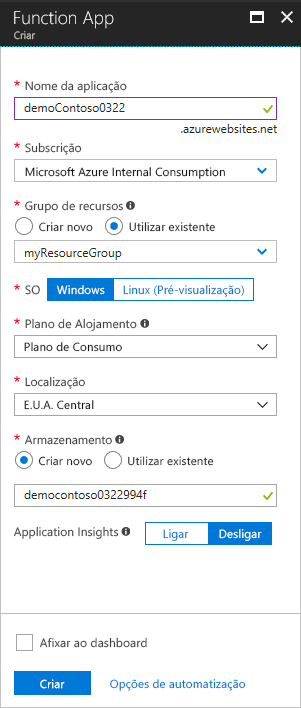 Function App
Criar
* Nome da aplicação
demoContoso0322
.azurewebsites.net
* Subscrição
Microsoft Azure Internal Consumption
* Grupo de recursos
Criar novo Utilizar existente
myResourceGroup
* SO Windows Linux (Pré-visualização)
* Plano de Alojamento
Plano de Consumo
* Localização
E.U.A. Central
* Armazenamento
Criar novo Utilizar existente
democontoso0322994f
Application Insights Ligar Desligar
Afixar ao dashboard
Criar Opções de automatização